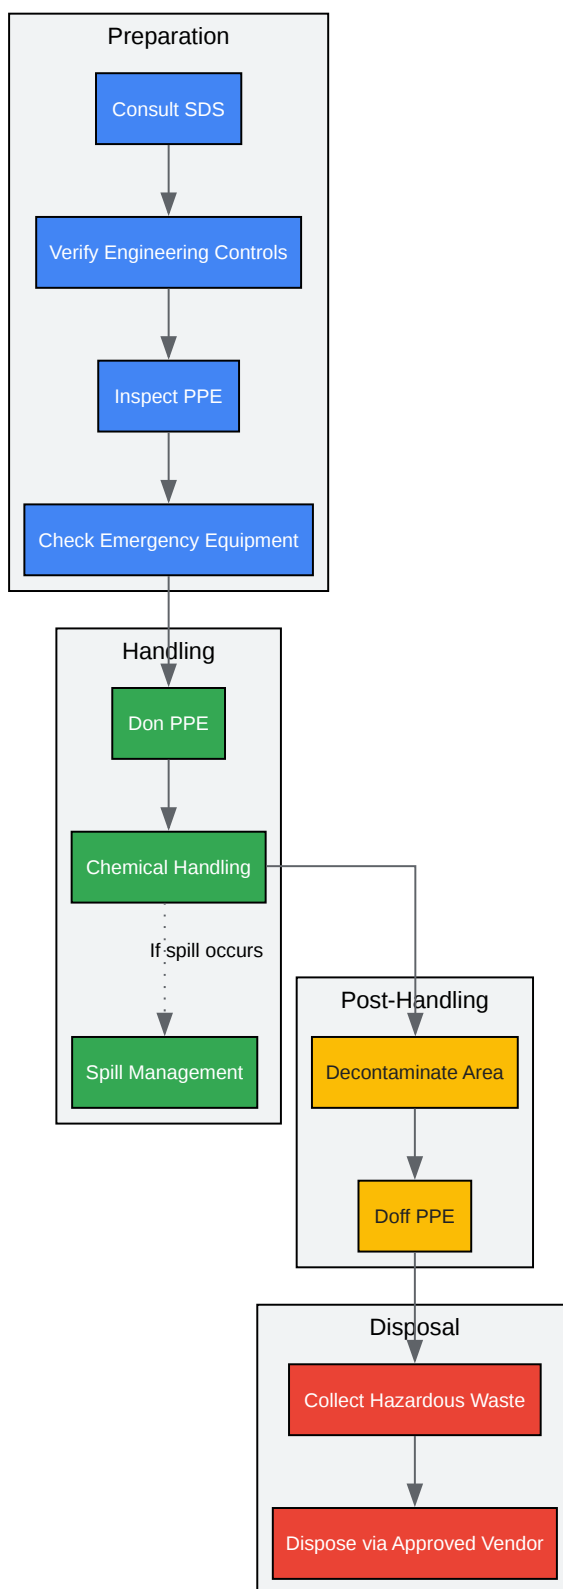 Preparation
Consult SDS
Verify Engineering Controls
Inspect PPE
Check Emergency Equipment
Handling
Don PPE
Chemical Handling
If spill occurs
Spill Management
Post-Handling
Decontaminate Area
Doff PPE
Disposal
Collect Hazardous Waste
Dispose via Approved Vendor